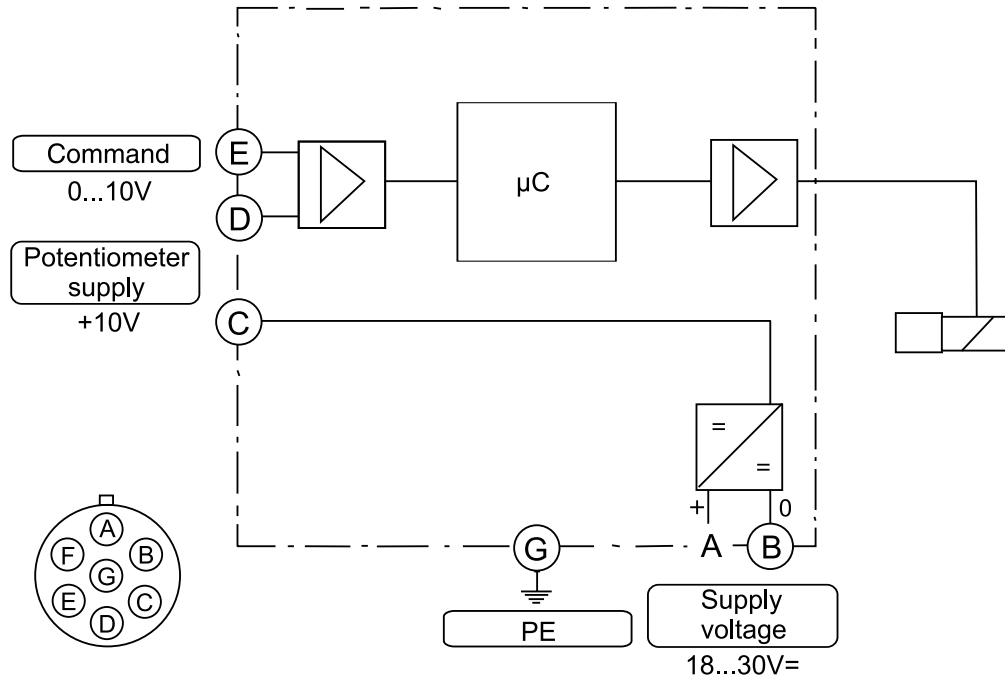 Command
0...10V
E
D
µC
Potentiometer
supply
+10V
C
=
=
+
0
A
B
G
PE
Supply
voltage
18...30V=
A
F
B
G
E
C
D